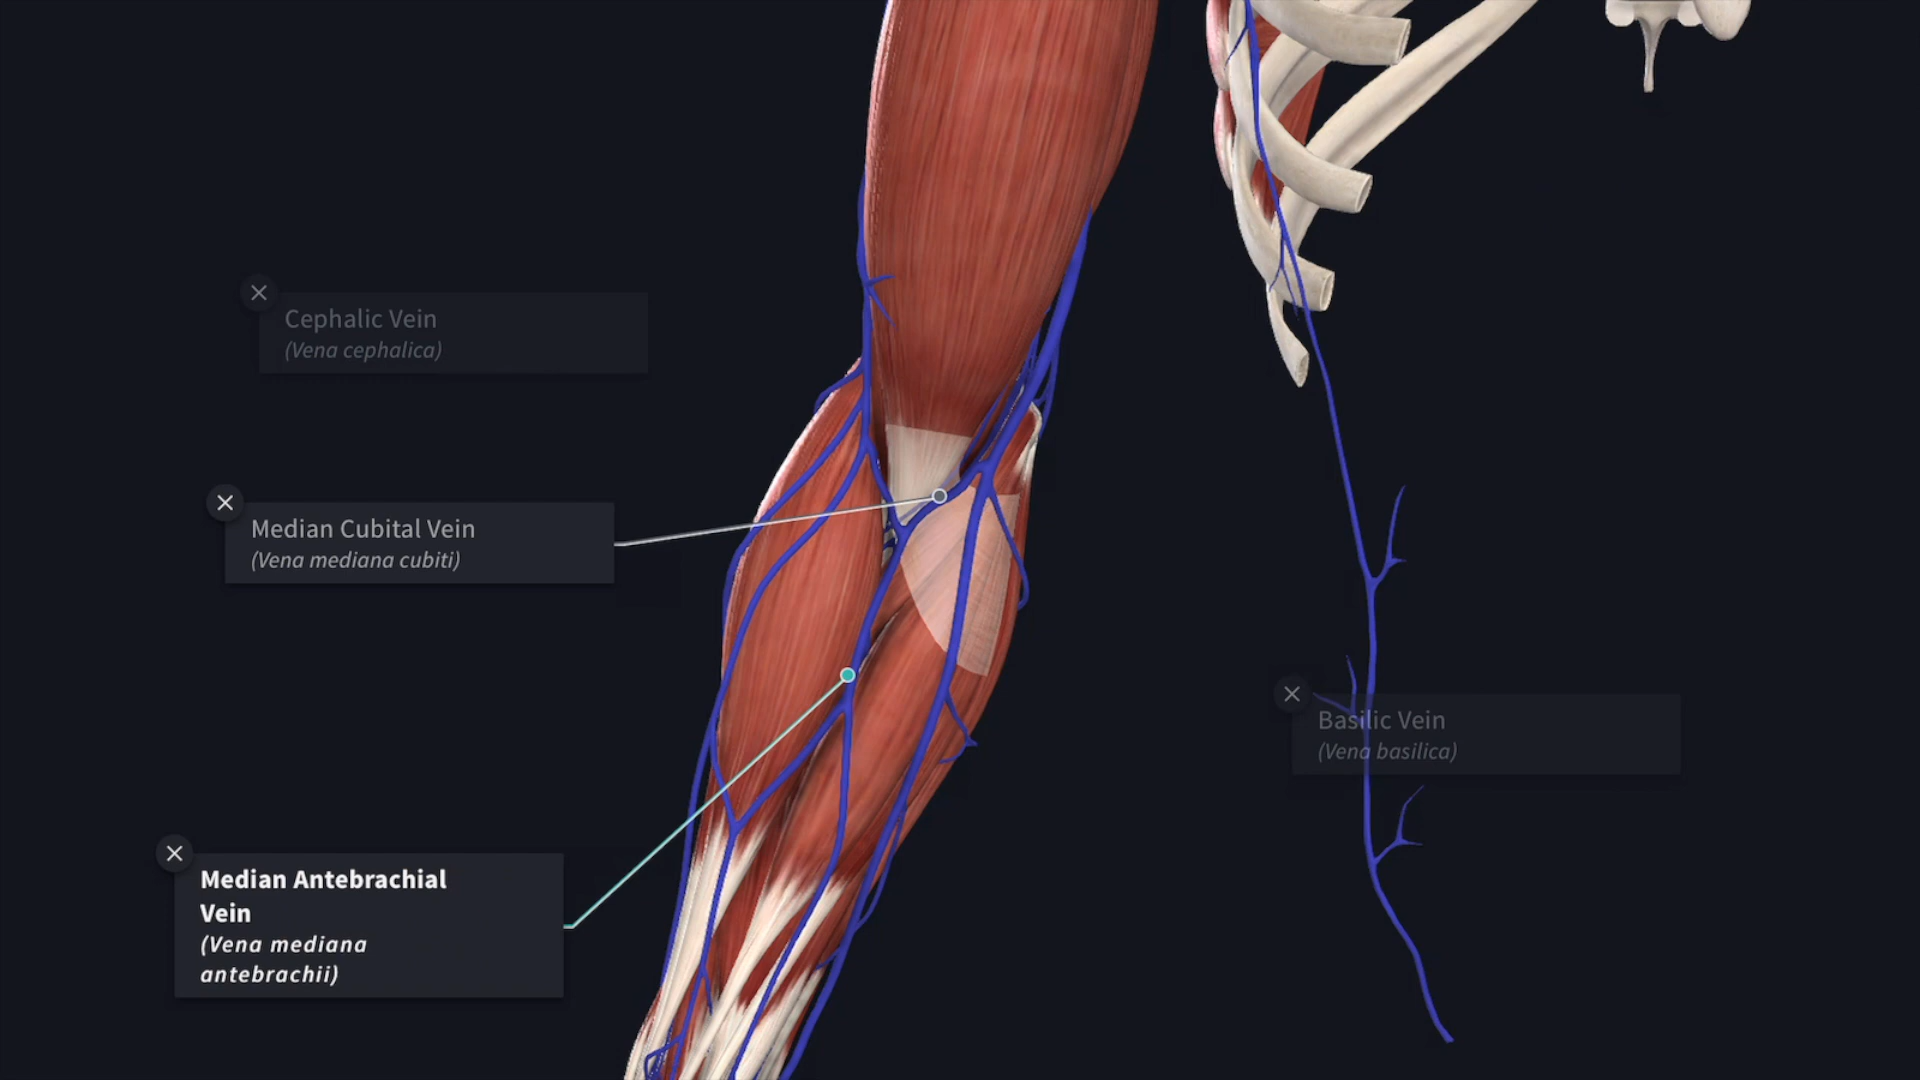 Cephalic Vein
(Vena cephalica)
Median Cubital Vein
(Vena mediana cubiti)
Basilic Vein
(Vena basilica)
Median Antebrachial
Vein
(Vena mediana
antebrachii)